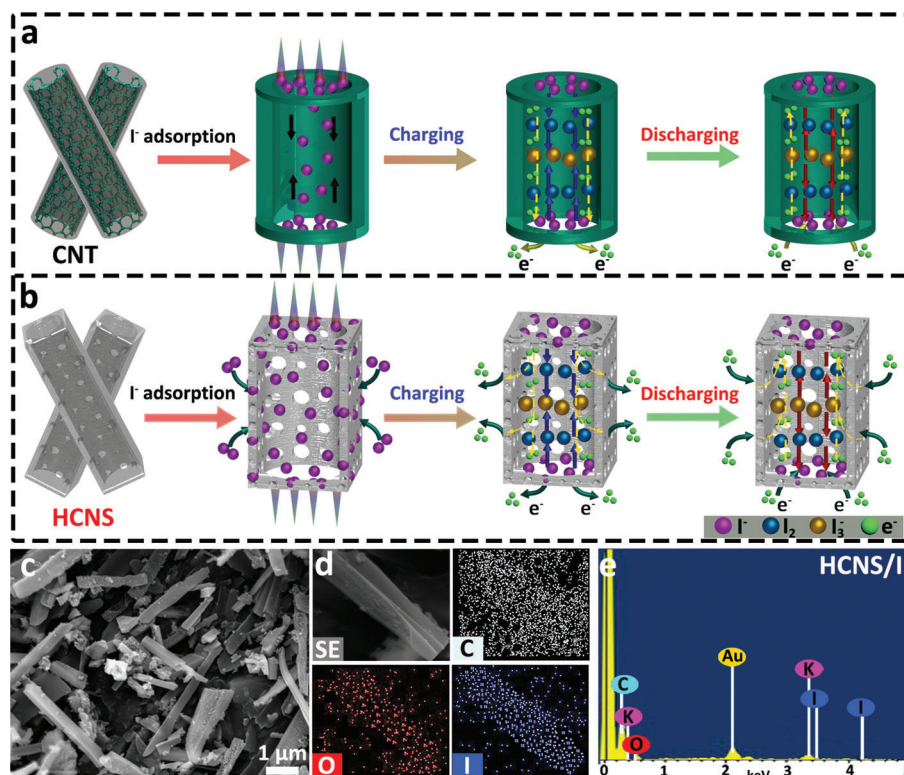 a
I⁻ adsorption
Charging
Discharging
CNT
e⁻
e⁻
e⁻
e⁻
b
I⁻ adsorption
Charging
Discharging
HCNS
e⁻
e⁻
e⁻
e⁻
I⁻ I₂ I₃⁻ e⁻
c
1 μm
d
SE
C
O
I
e
HCNS/I
C
K
O
Au
K
I
I
0 1 2 keV 3 4 5